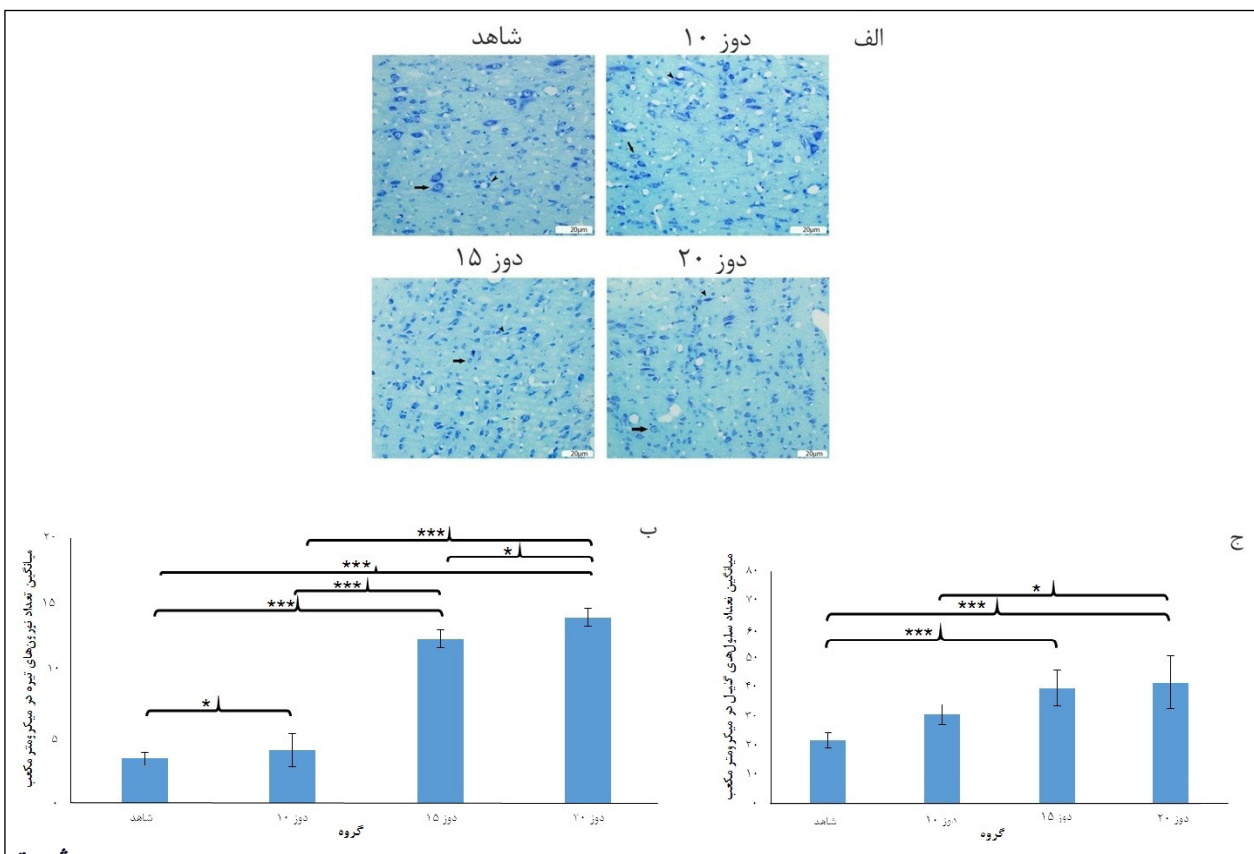 الف
شاهد
دوز ۱۰
20µm
20µm
دوز ۱۵
دوز ۲۰
20µm
20µm
ب
میانگین تعداد نورون‌های تیره در میکرومتر مکعب
۲۰
۱۵
۱۰
۵
۰
***
*
***
***
***
*
شاهد
دوز ۱۰
دوز ۱۵
دوز ۲۰
گروه
ج
میانگین تعداد سلول‌های گلیال در میکرومتر مکعب
۸۰
۷۰
۶۰
۵۰
۴۰
۳۰
۲۰
۱۰
۰
*
***
***
شاهد
دوز ۱۰
دوز ۱۵
دوز ۲۰
گروه